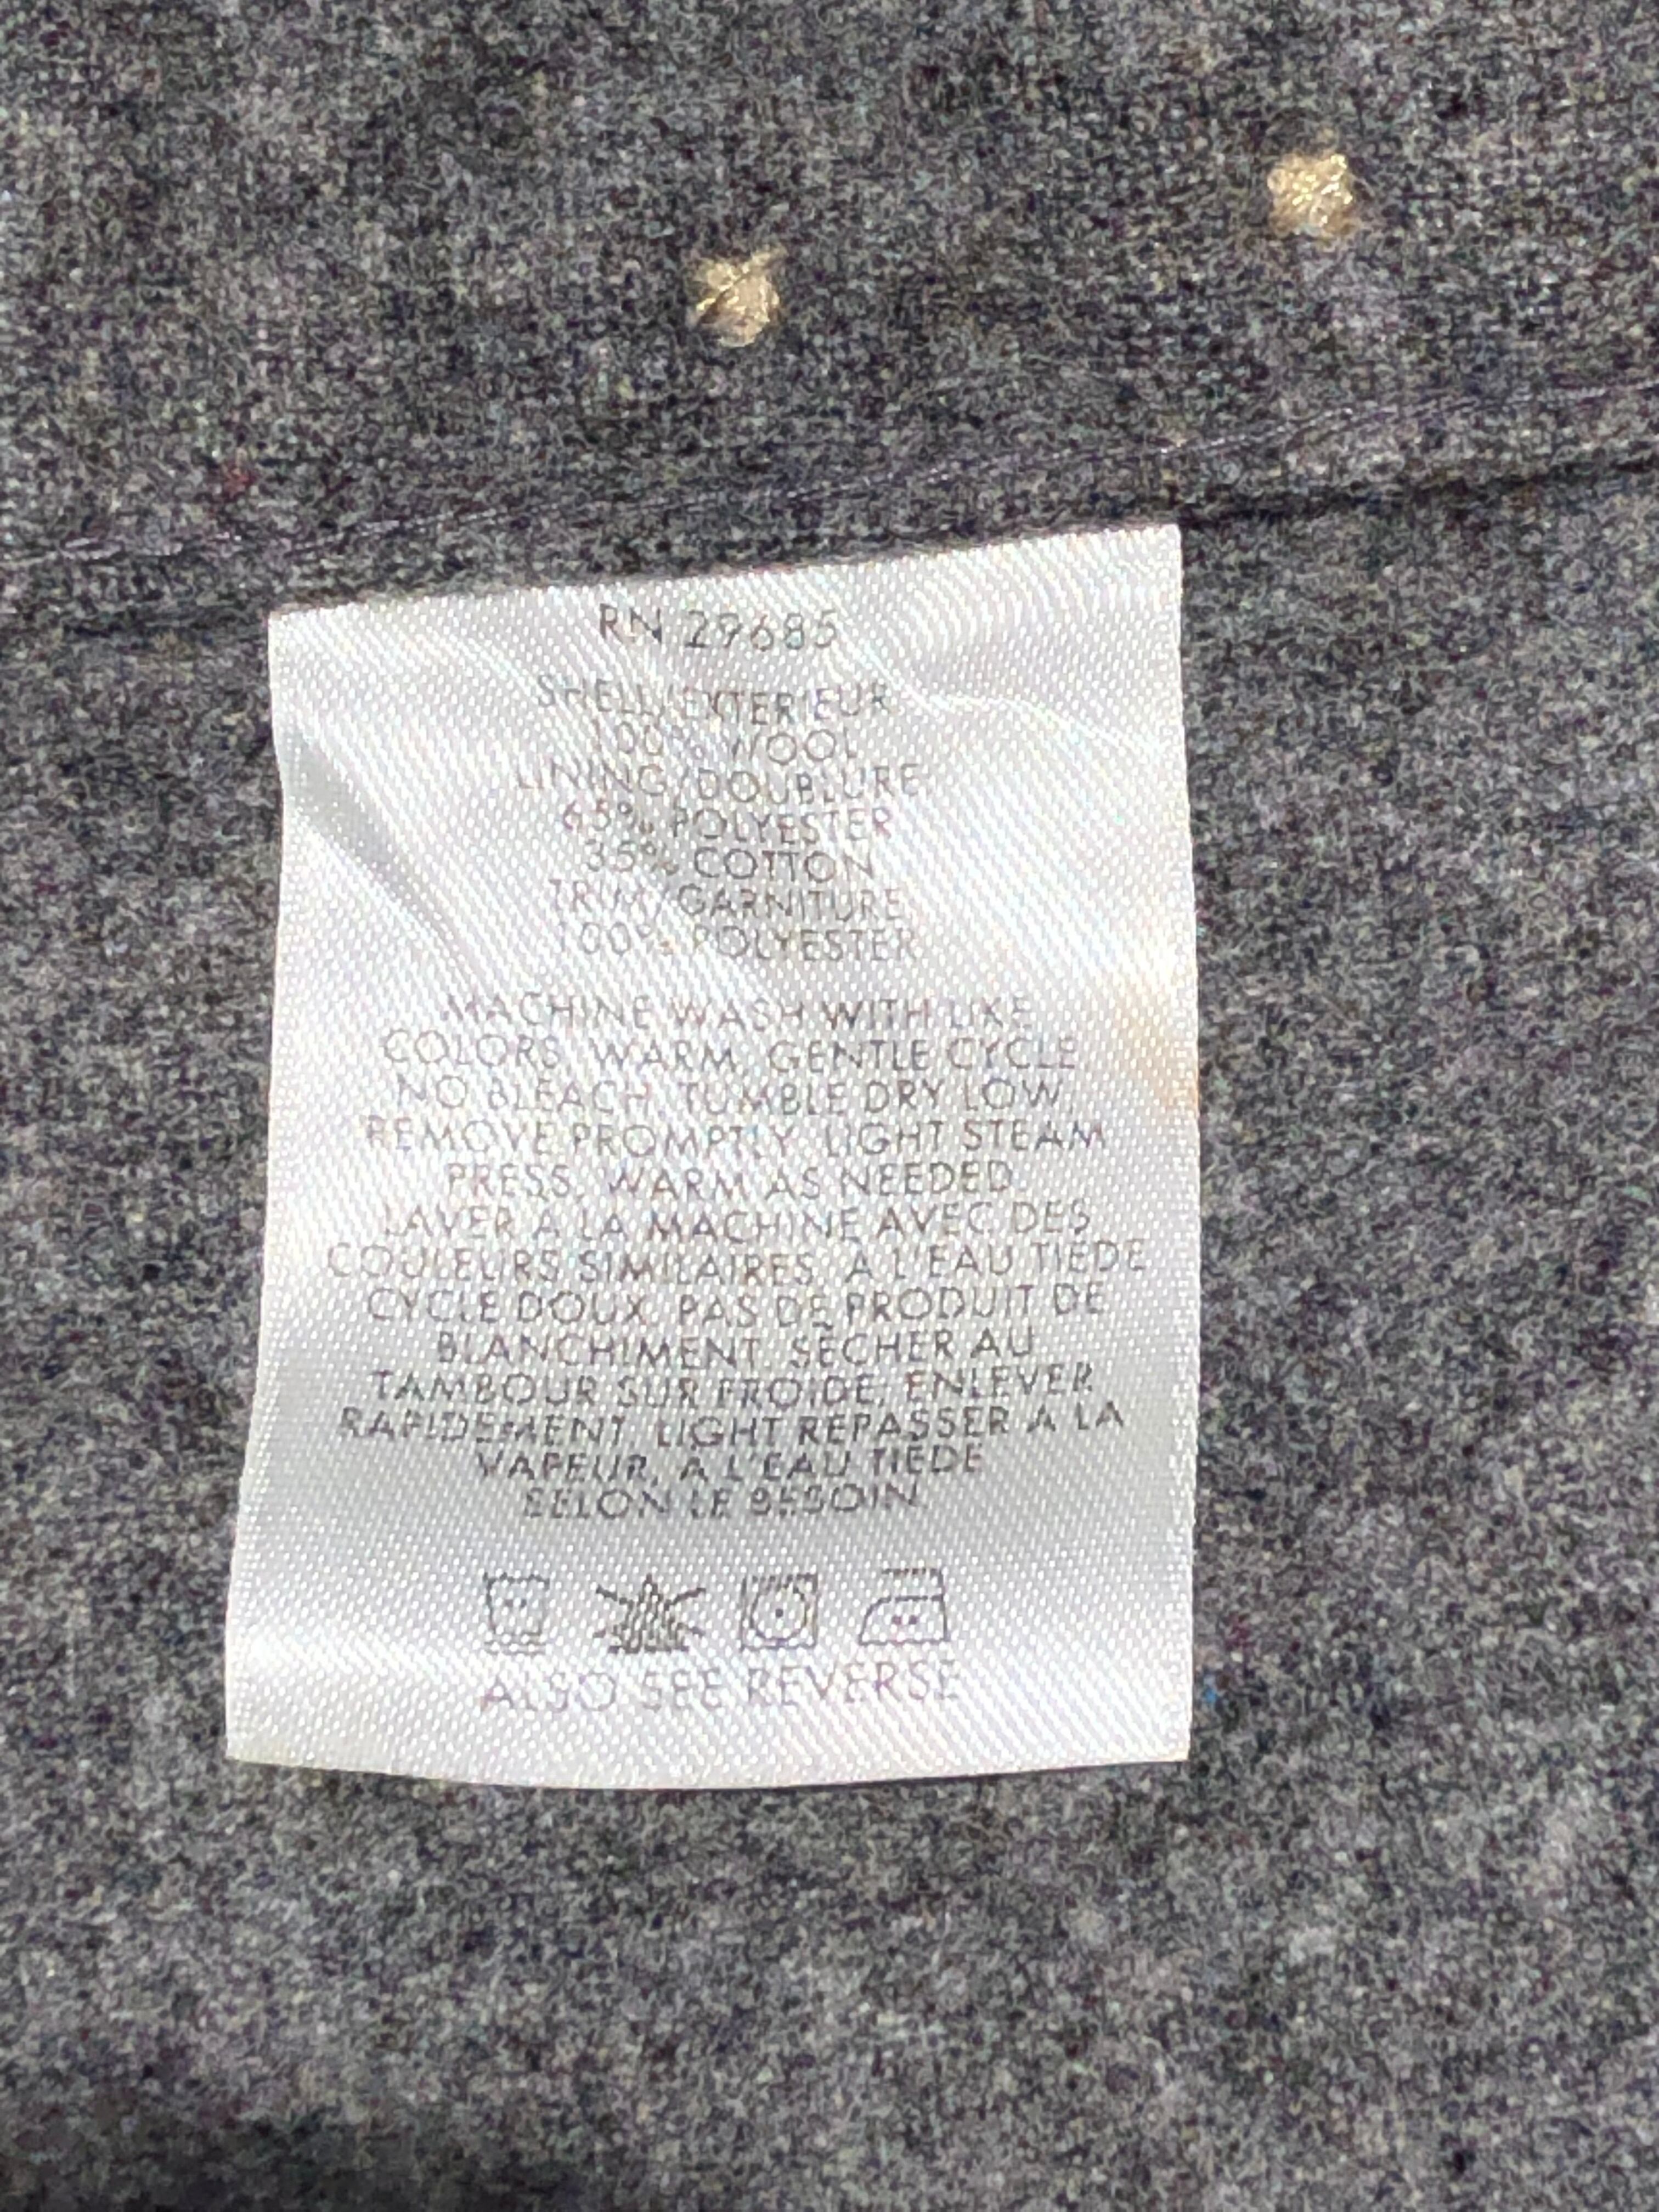 RN 29685
SHELL/EXTERIEUR
100% WOOL
LINING/DOUBLURE
65% POLYESTER
35% COTTON
TRIM/GARNITURE
100% POLYESTER
MACHINE WASH WITH LIKE
COLORS, WARM, GENTLE CYCLE
NO BLEACH, TUMBLE DRY LOW,
REMOVE PROMPTLY, LIGHT STEAM
PRESS, WARM AS NEEDED
LAVER A LA MACHINE AVEC DES
COULEURS SIMILAIRES, A L'EAU TIEDE
CYCLE DOUX, PAS DE PRODUIT DE
BLANCHIMENT, SECHER AU
TAMBOUR SUR FROIDE, ENLEVER
RAPIDEMENT, LIGHT REPASSER A LA
VAPEUR, A L'EAU TIEDE
SELON LE BESOIN
ALSO SEE REVERSE